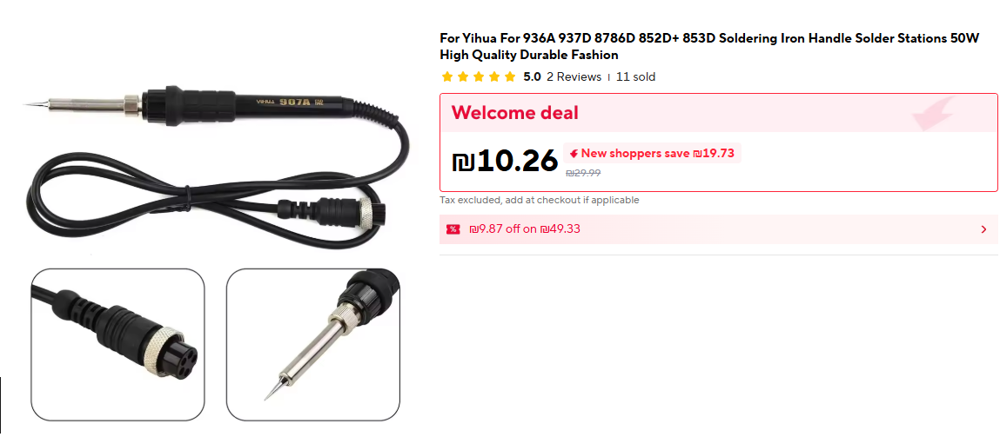 For Yihua For 936A 937D 8786D 852D+ 853D Soldering Iron Handle Solder Stations 50W
High Quality Durable Fashion
5.0 2 Reviews | 11 sold
Welcome deal
₪10.26 New shoppers save ₪19.73
₪29.99
Tax excluded, add at checkout if applicable
% ₪9.87 off on ₪49.33
YIHUA 907A